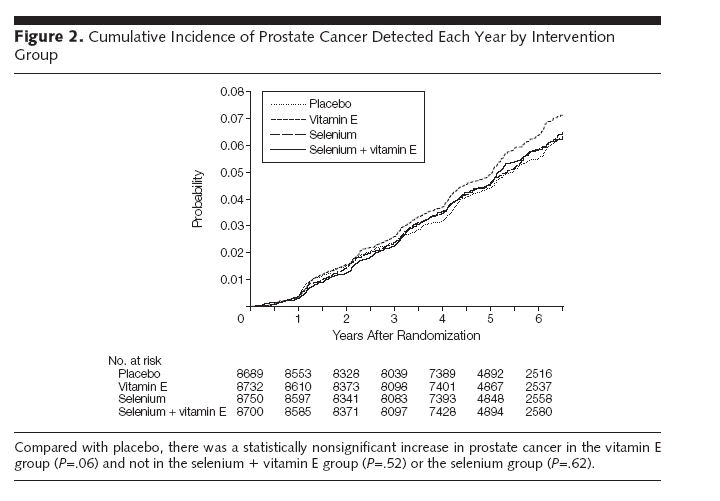 Figure 2. Cumulative Incidence of Prostate Cancer Detected Each Year by Intervention
Group
0.08
0.07
0.06
0.05
0.04
0.03
0.02
0.01
Probability
Placebo
Vitamin E
Selenium
Selenium + vitamin E
0 1 2 3 4 5 6
Years After Randomization
No. at risk
Placebo 8689 8553 8328 8039 7389 4892 2516
Vitamin E 8732 8610 8373 8098 7401 4867 2537
Selenium 8750 8597 8341 8083 7393 4848 2558
Selenium + vitamin E 8700 8585 8371 8097 7428 4894 2580
Compared with placebo, there was a statistically nonsignificant increase in prostate cancer in the vitamin E
group (P=.06) and not in the selenium + vitamin E group (P=.52) or the selenium group (P=.62).